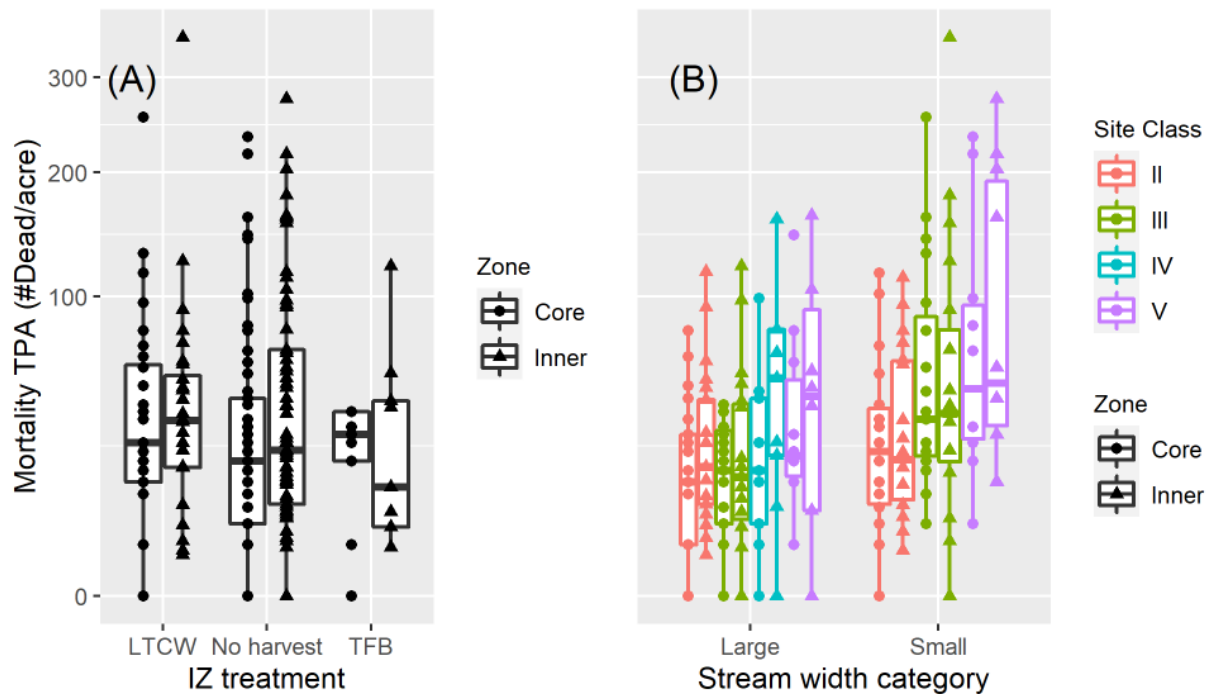 Mortality TPA (#Dead/acre)
300
200
100
0
(A)
LTCW
No harvest
TFB
IZ treatment
Zone
Core
Inner
(B)
Large
Small
Stream width category
Site Class
II
III
IV
V
Zone
Core
Inner